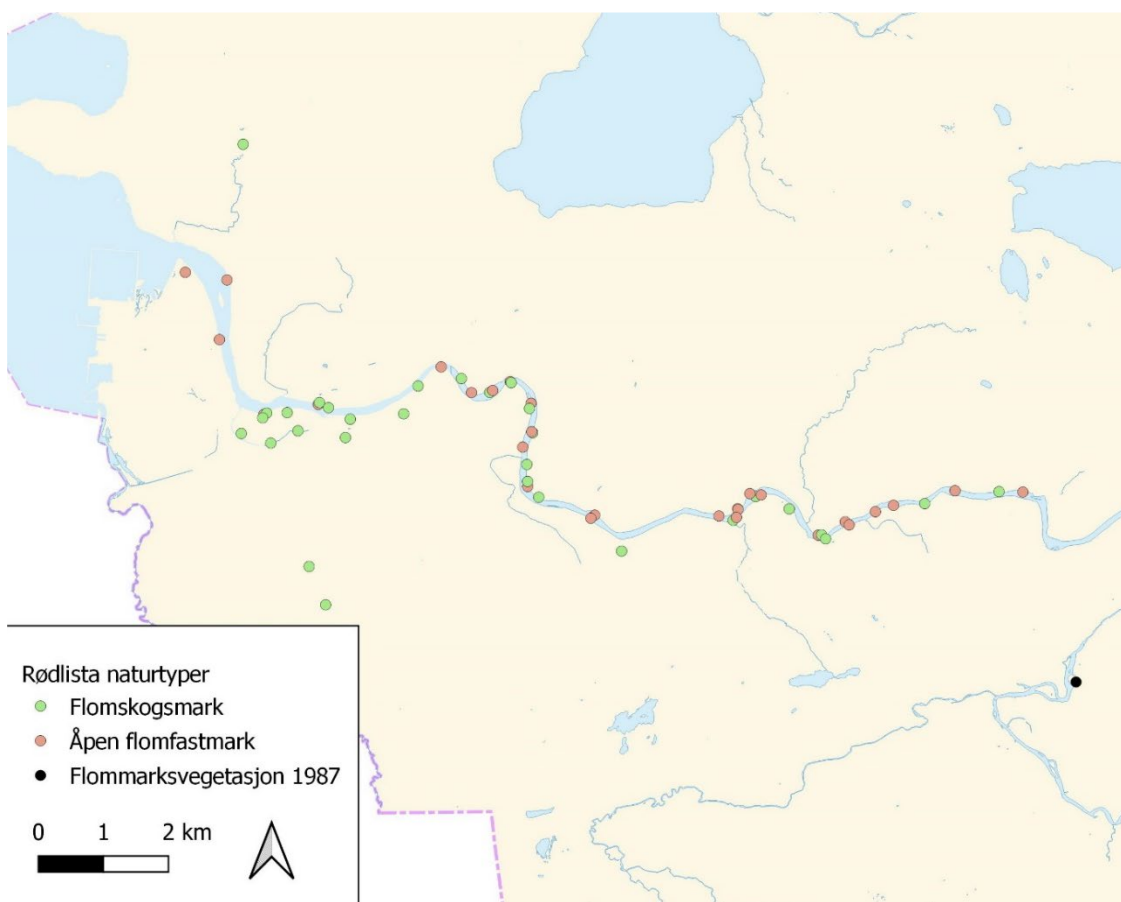 Rødlista naturtyper
Flomskogsmark
Åpen flomfastmark
Flommarksvegetasjon 1987
0 1 2 km